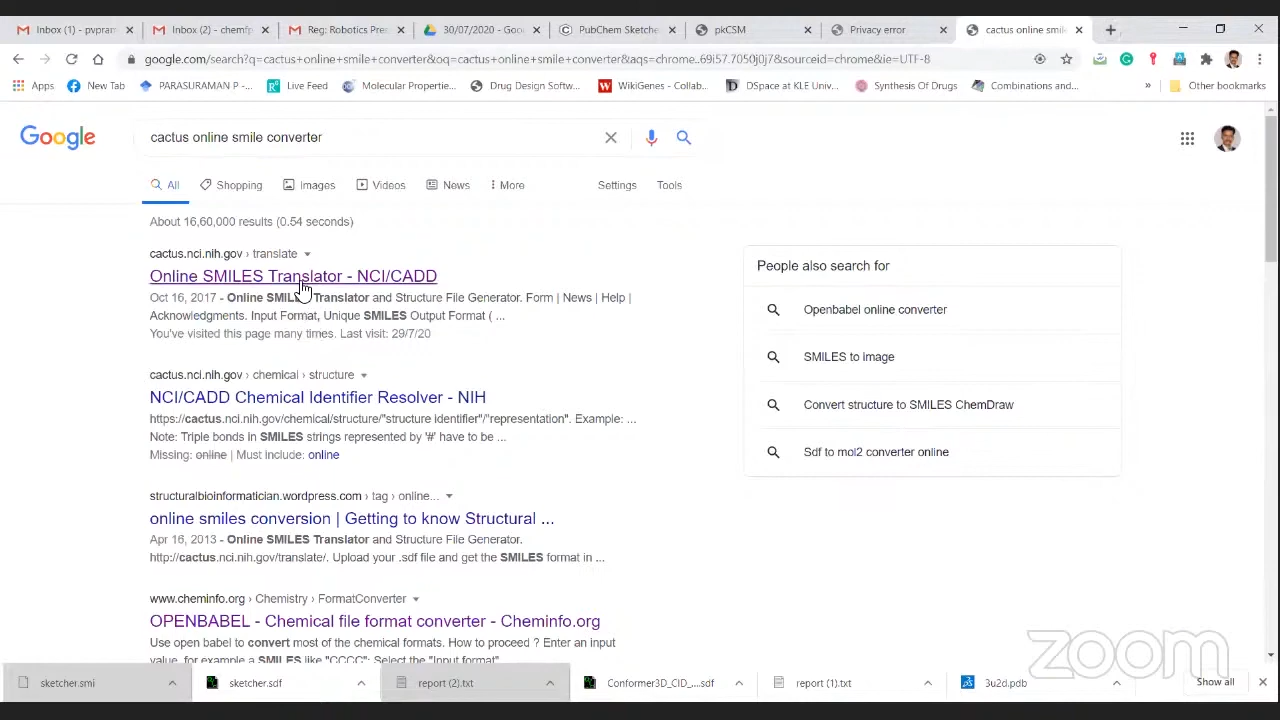 Inbox (1) - pvpram
Inbox (2) - chemfp
Reg: Robotics Pres
30/07/2020 - Goo
PubChem Sketche
pkCSM
Privacy error
cactus online smil
google.com/search?q=cactus+online+smile+converter&oq=cactus+online+smile+converter&aqs=chrome..69i57.7050j0j7&sourceid=chrome&ie=UTF-8
Apps
New Tab
PARASURAMAN P -...
Live Feed
Molecular Properties...
Drug Design Softw...
WikiGenes - Collab...
DSpace at KLE Univ...
Synthesis Of Drugs
Combinations and...
»
Other bookmarks
Google
cactus online smile converter
All
Shopping
Images
Videos
News
More
Settings
Tools
About 16,60,000 results (0.54 seconds)
cactus.nci.nih.gov › translate
Online SMILES Translator - NCI/CADD
Oct 16, 2017 - Online SMILES Translator and Structure File Generator. Form | News | Help |
Acknowledgments. Input Format, Unique SMILES Output Format ( ...
You've visited this page many times. Last visit: 29/7/20
cactus.nci.nih.gov › chemical › structure
NCI/CADD Chemical Identifier Resolver - NIH
https://cactus.nci.nih.gov/chemical/structure/"structure identifier"/"representation". Example: ...
Note: Triple bonds in SMILES strings represented by '#' have to be ...
Missing: online | Must include: online
structuralbioinformatician.wordpress.com › tag › online...
online smiles conversion | Getting to know Structural ...
Apr 16, 2013 - Online SMILES Translator and Structure File Generator.
http://cactus.nci.nih.gov/translate/. Upload your .sdf file and get the SMILES format in ...
www.cheminfo.org › Chemistry › FormatConverter
OPENBABEL - Chemical file format converter - Cheminfo.org
Use open babel to convert most of the chemical formats. How to proceed ? Enter an input
value, for example a SMILES like "CCCC"; Select the "Input format".
People also search for
Openbabel online converter
SMILES to image
Convert structure to SMILES ChemDraw
Sdf to mol2 converter online
zoom
sketcher.smi
sketcher.sdf
report (2).txt
Conformer3D_CID_....sdf
report (1).txt
3u2d.pdb
Show all